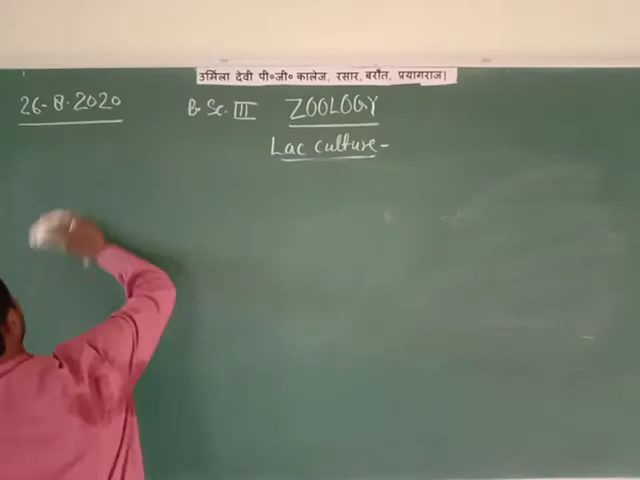 उर्मिला देवी पी०जी० कालेज, रसार, बरौत, प्रयागराज।
26-8-2020 B.Sc. III ZOOLOGY
Lac culture-